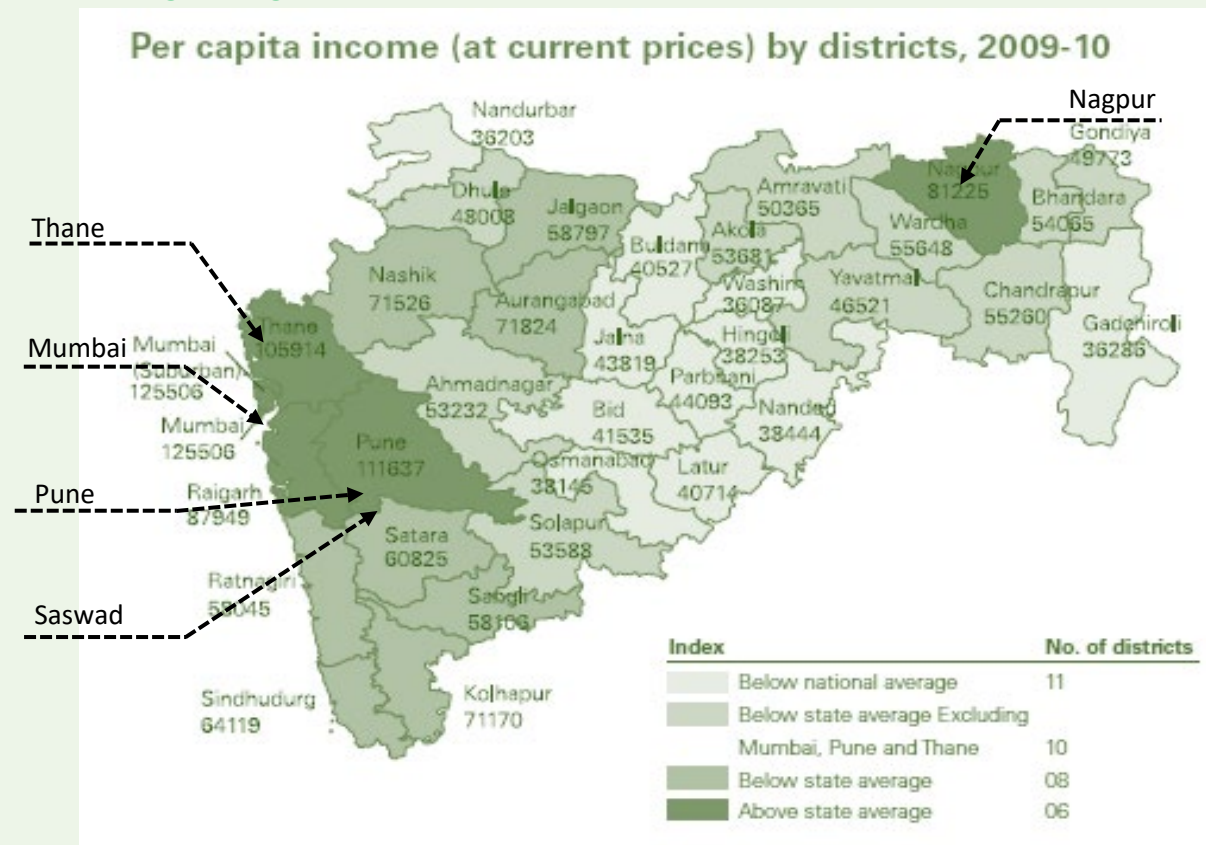 Per capita income (at current prices) by districts, 2009-10
Nagpur
Nandurbar
36203
Gondiya
49773
Nagpur
81225
Dhule
48008
Jalgaon
58797
Amravati
50365
Bhandara
54065
Wardha
55648
Thane
Buldana
40527
Akola
53681
Nashik
71526
Aurangabad
71824
Washim
36087
Yavatmal
46521
Chandrapur
55260
Gadchiroli
36286
Thane
105914
Jalna
43819
Hingoli
38253
Mumbai
Mumbai
(Suburban)
125506
Ahmadnagar
53232
Parbhani
44093
Bid
41535
Nanded
38444
Mumbai
125506
Pune
111637
Osmanabad
38145
Latur
40714
Pune
Raigarh
87949
Satara
60825
Solapur
53588
Ratnagiri
Saswad
Sangli
58106
Sindhudurg
64119
Kolhapur
71170
Index No. of districts
Below national average 11
Below state average Excluding
Mumbai, Pune and Thane 10
Below state average 08
Above state average 06